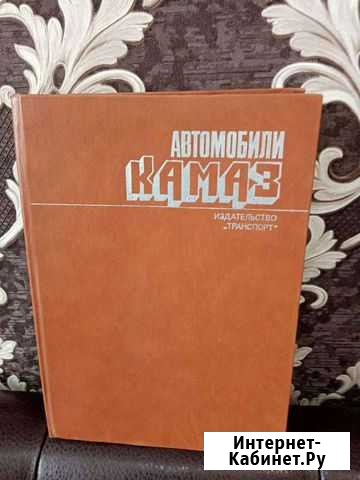 АВТОМОБИЛИ
КАМАЗ
ИЗДАТЕЛЬСТВО
„ТРАНСПОРТ"
Интернет-
Кабинет.Ру